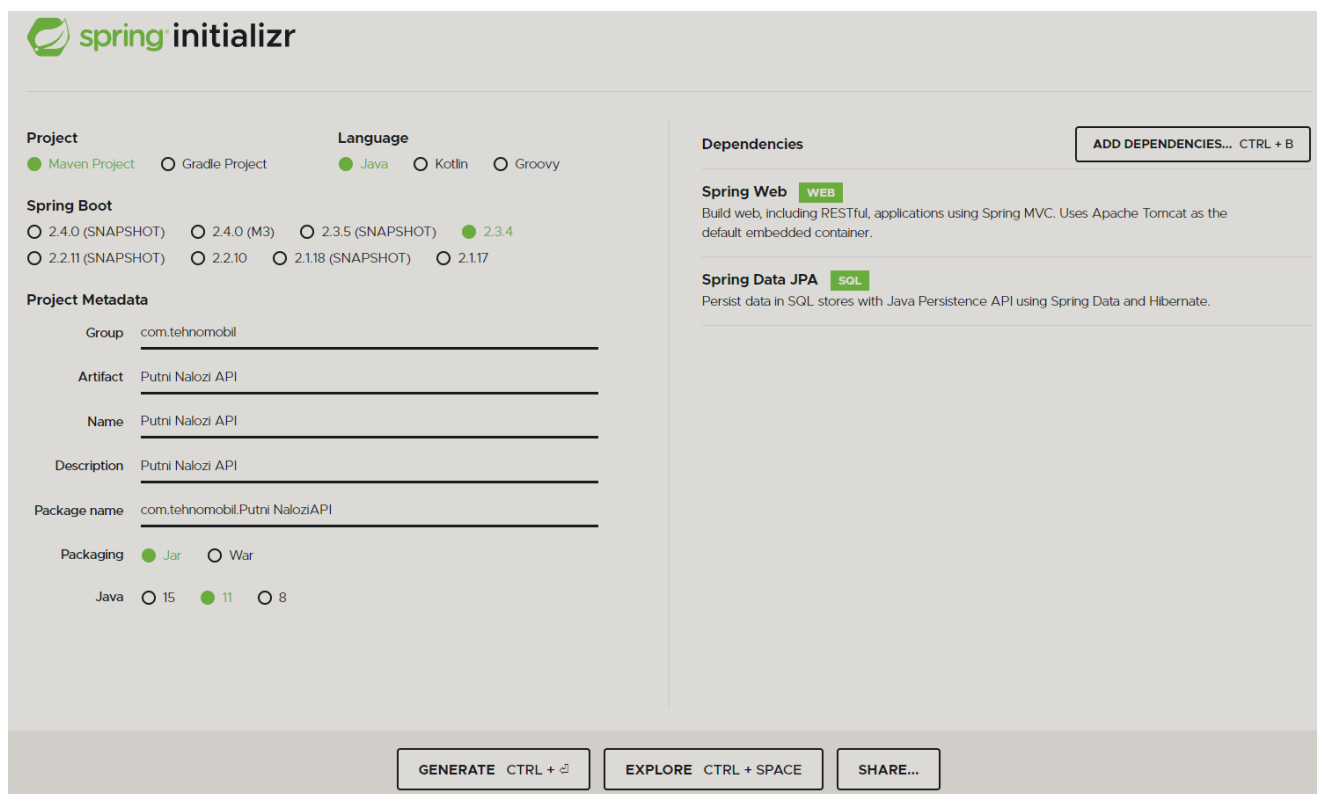 spring initializr
Project
Maven Project Gradle Project
Language
Java Kotlin Groovy
Spring Boot
2.4.0 (SNAPSHOT) 2.4.0 (M3) 2.3.5 (SNAPSHOT) 2.3.4
2.2.11 (SNAPSHOT) 2.2.10 2.1.18 (SNAPSHOT) 2.1.17
Project Metadata
Group com.tehnomobil
Artifact Putni Nalozi API
Name Putni Nalozi API
Description Putni Nalozi API
Package name com.tehnomobil.Putni NaloziAPI
Packaging Jar War
Java 15 11 8
Dependencies
ADD DEPENDENCIES... CTRL + B
Spring Web WEB
Build web, including RESTful, applications using Spring MVC. Uses Apache Tomcat as the
default embedded container.
Spring Data JPA SQL
Persist data in SQL stores with Java Persistence API using Spring Data and Hibernate.
GENERATE CTRL + ⏎
EXPLORE CTRL + SPACE
SHARE...